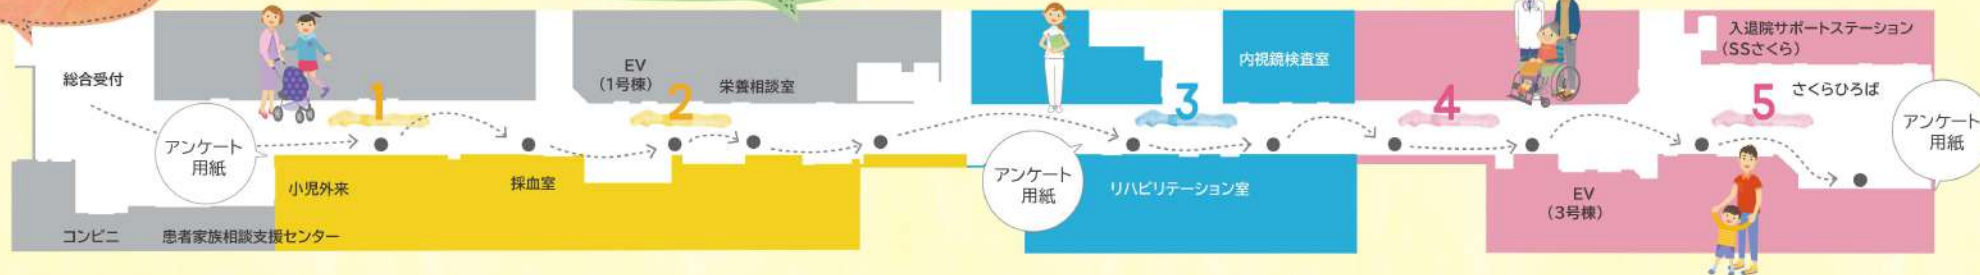 総合受付
アンケート
用紙
コンビニ
患者家族相談支援センター
1
小児外来
採血室
EV
(1号棟)
2
栄養相談室
アンケート
用紙
3
内視鏡検査室
リハビリテーション室
4
EV
(3号棟)
5
入退院サポートステーション
(SSさくら)
さくらひろば
アンケート
用紙